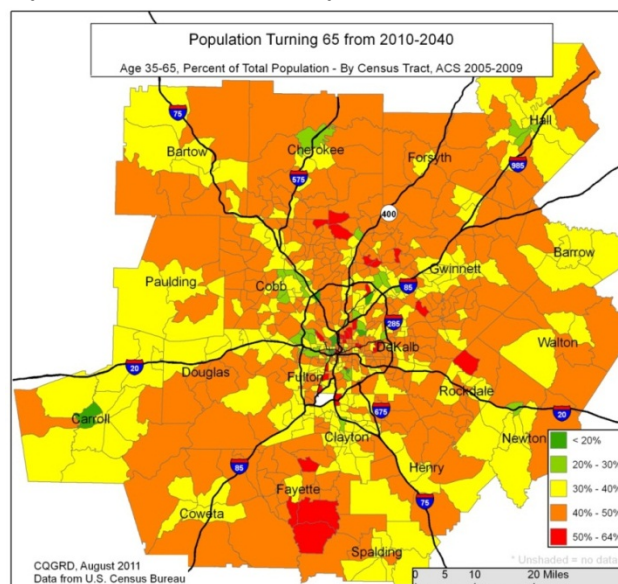 Population Turning 65 from 2010-2040
Age 35-65, Percent of Total Population - By Census Tract, ACS 2005-2009
75
Hall
Bartow
Cherokee
Forsyth
985
575
400
Barrow
Gwinnett
Paulding
Cobb
85
285
Walton
DeKalb
20
Douglas
Fulton
Rockdale
Carroll
675
20
Clayton
Newton
85
Henry
Fayette
75
Coweta
Spalding
< 20%
20% - 30%
30% - 40%
40% - 50%
50% - 64%
* Unshaded = no data
CQGRD, August 2011
Data from U.S. Census Bureau
0 5 10 20 Miles